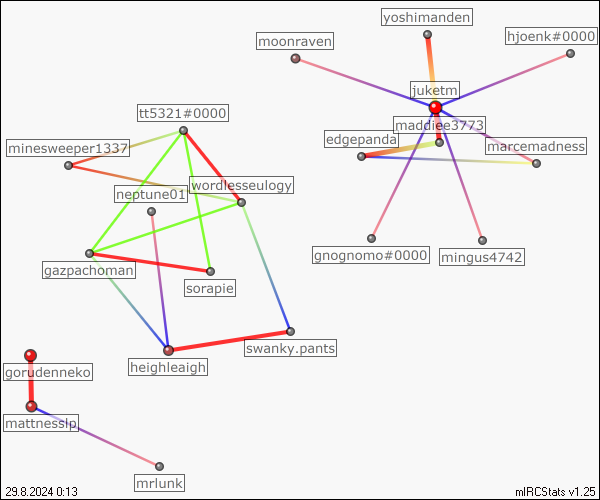 yoshimanden
moonraven
hjoenk#0000
juketm
tt5321#0000
maddiee3773
edgepanda
marcemadness
minesweeper1337
neptune01
wordlesseulogy
gazpachoman
gnognomo#0000
mingus4742
sorapie
swanky.pants
heighleaigh
gorudenneko
mattnesslp
mrlunk
29.8.2024 0:13
mIRCStats v1.25